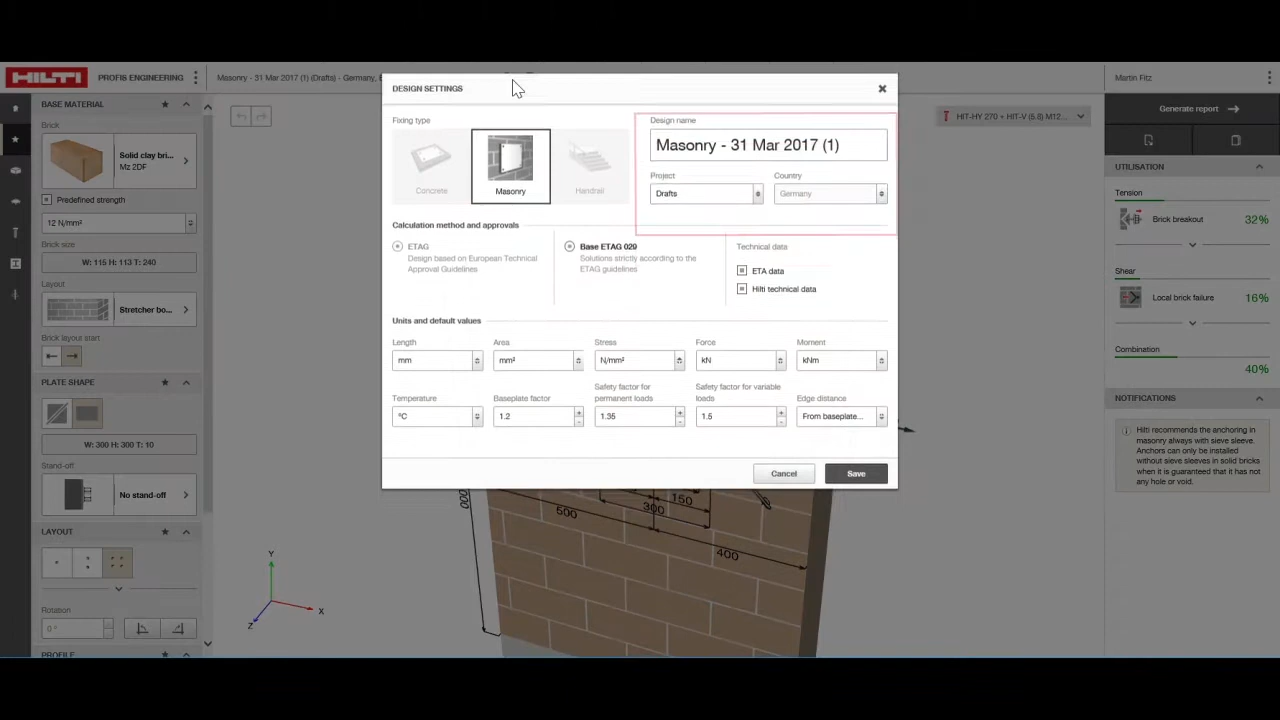 HILTI PROFIS ENGINEERING
Masonry - 31 Mar 2017 (1) (Drafts) - Germany,
Martin Fitz
BASE MATERIAL
Brick
Solid clay bri...
Mz 2DF
Predefined strength
12 N/mm²
Brick size
W: 115 H: 113 T: 240
Layout
Stretcher bo...
Brick layout start
PLATE SHAPE
W: 300 H: 300 T: 10
Stand-off
No stand-off
LAYOUT
Rotation
0 °
PROFILE
DESIGN SETTINGS
Fixing type
Concrete
Masonry
Handrail
Design name
Masonry - 31 Mar 2017 (1)
Project
Country
Drafts
Germany
Calculation method and approvals
ETAG
Design based on European Technical
Approval Guidelines
Base ETAG 029
Solutions strictly according to the
ETAG guidelines
Technical data
ETA data
Hilti technical data
Units and default values
Length
Area
Stress
Force
Moment
mm
mm²
N/mm²
kN
kNm
Temperature
Baseplate factor
Safety factor for
permanent loads
Safety factor for variable
loads
Edge distance
ºC
1.2
1.35
1.5
From baseplate...
Cancel
Save
150
300
500
400
000
Y
X
Z
HIT-HY 270 + HIT-V (5.8) M12...
Generate report
UTILISATION
Tension
Brick breakout
32%
Shear
Local brick failure
16%
Combination
40%
NOTIFICATIONS
Hilti recommends the anchoring in
masonry always with sieve sleeve.
Anchors can only be installed
without sieve sleeves in solid bricks
when it is guaranteed that it has not
any hole or void.